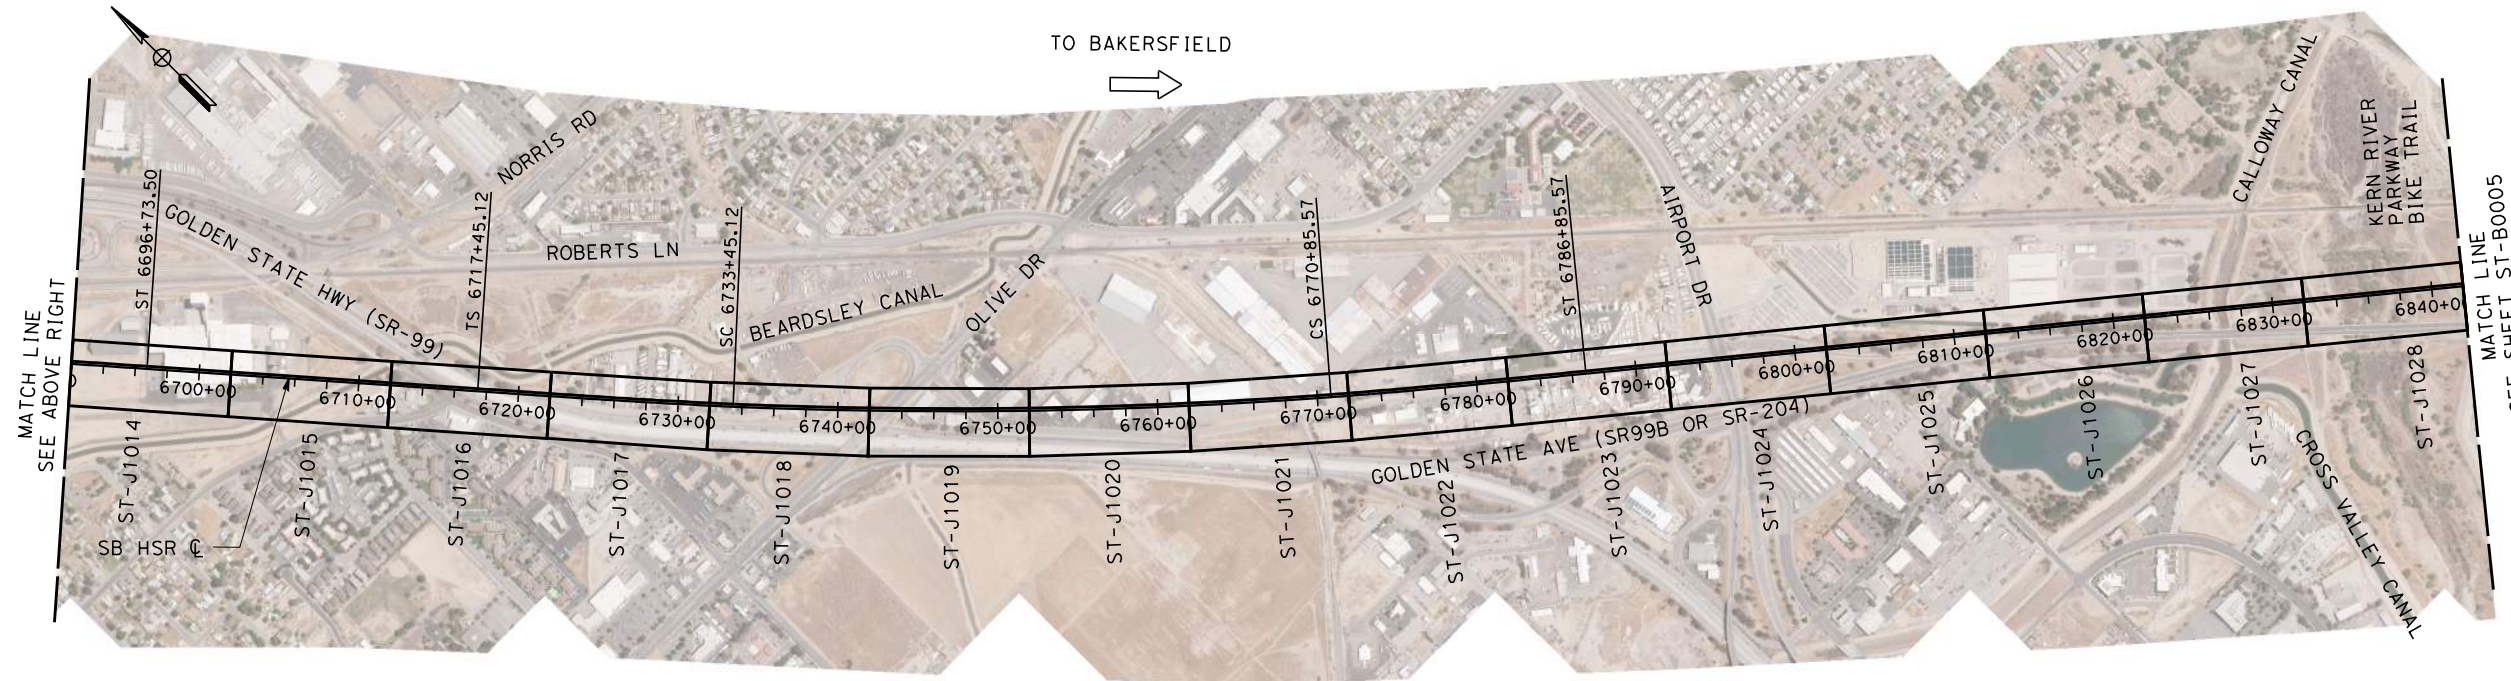 TO BAKERSFIELD
MATCH LINE
SEE ABOVE RIGHT
ST 6696+73.50
GOLDEN STATE HWY (SR-99)
TS 6717+45.12
NORRIS RD
ROBERTS LN
SC 6733+45.12
BEARDSLEY CANAL
OLIVE DR
CS 6770+85.57
ST 6786+85.57
AIRPORT DR
CALLOWAY CANAL
KERN RIVER
PARKWAY
BIKE TRAIL
MATCH LINE
SEE SHEET ST-B0005
6700+00
6710+00
6720+00
6730+00
6740+00
6750+00
6760+00
6770+00
6780+00
6790+00
6800+00
6810+00
6820+00
6830+00
6840+00
GOLDEN STATE AVE (SR99B OR SR-204)
CROSS VALLEY CANAL
ST-J1014
ST-J1015
ST-J1016
ST-J1017
ST-J1018
ST-J1019
ST-J1020
ST-J1021
ST-J1022
ST-J1023
ST-J1024
ST-J1025
ST-J1026
ST-J1027
ST-J1028
SB HSR ℄